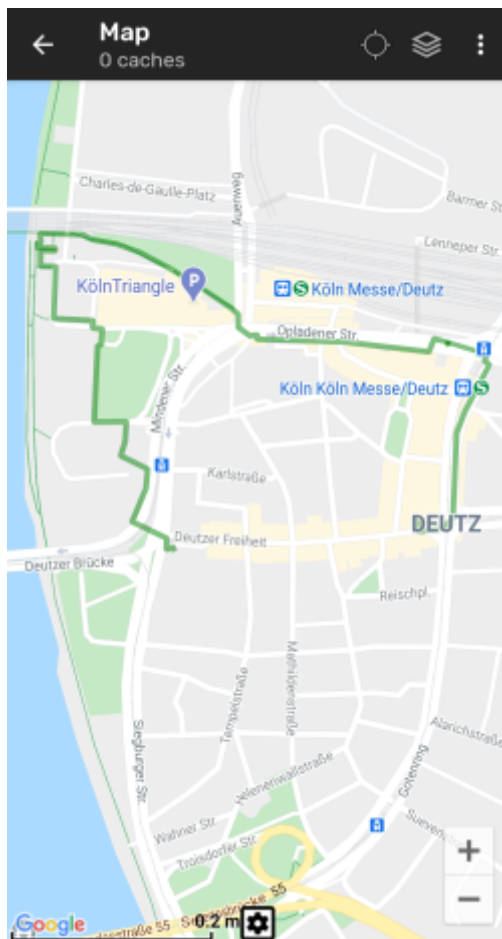 Map
0 caches
Charles-de-Gaulle-Platz
Auenweg
Barmer St
Lenneper Str.
KölnTriangle
P
S Köln Messe/Deutz
Opladener Str.
Mindener Str.
Köln Köln Messe/Deutz S
Karlstraße
DEUTZ
Deutzer Freiheit
Deutzer Brücke
Reischpl.
Mathildenstraße
Tempelstraße
Siegburger Str.
Alarichstraße
Gotenring
Helenenwallstraße
Wahner Str.
Troisdorfer Str.
+
−
55
Google
0.2 m